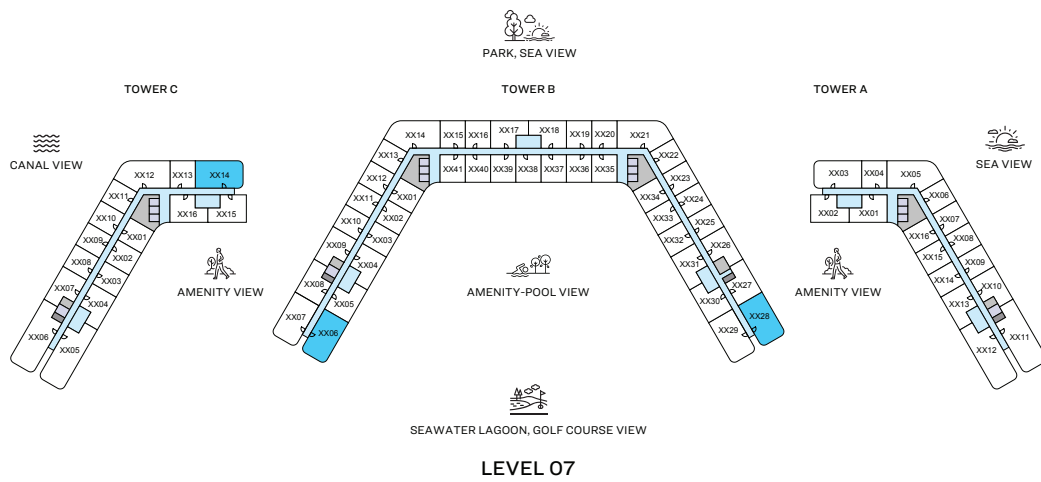 PARK, SEA VIEW
TOWER C
TOWER B
TOWER A
CANAL VIEW
SEA VIEW
XX12
XX13
XX14
XX11
XX10
XX09
XX08
XX07
XX06
XX05
XX04
XX03
XX02
XX01
XX16
XX15
AMENITY VIEW
XX14
XX15
XX16
XX17
XX18
XX19
XX20
XX21
XX13
XX12
XX11
XX10
XX09
XX08
XX07
XX06
XX05
XX04
XX03
XX02
XX01
XX41
XX40
XX39
XX38
XX37
XX36
XX35
XX22
XX23
XX24
XX25
XX26
XX27
XX28
XX29
XX30
XX31
XX32
XX33
XX34
AMENITY-POOL VIEW
XX03
XX04
XX05
XX02
XX01
XX06
XX07
XX08
XX09
XX10
XX11
XX12
XX13
XX14
XX15
XX16
AMENITY VIEW
SEAWATER LAGOON, GOLF COURSE VIEW
LEVEL 07